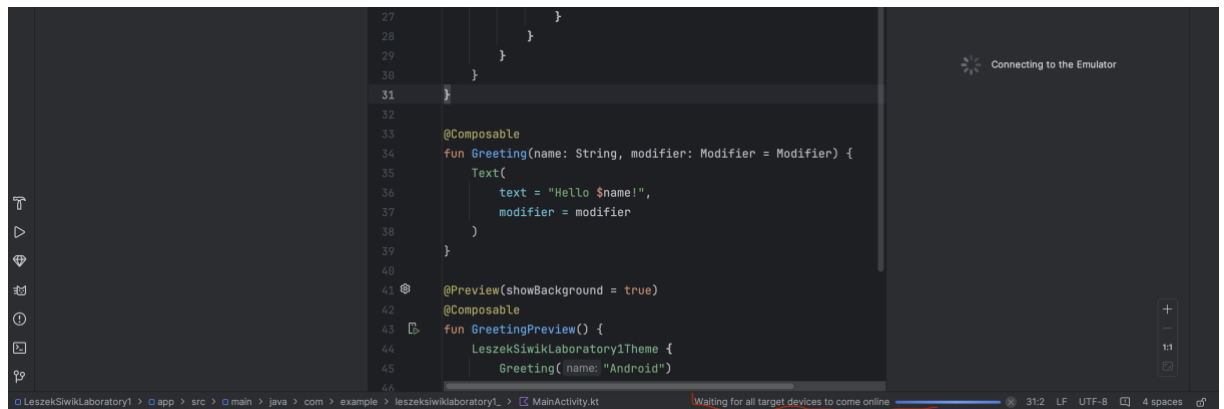 27 }
28 }
29 }
30 }
31 }
32
33 @Composable
34 fun Greeting(name: String, modifier: Modifier = Modifier) {
35 Text(
36 text = "Hello $name!",
37 modifier = modifier
38 )
39 }
40
41 @Preview(showBackground = true)
42 @Composable
43 fun GreetingPreview() {
44 LeszekSiwikLaboratory1Theme {
45 Greeting( name: "Android")
46
Connecting to the Emulator
1:1
LeszekSiwikLaboratory1 > app > src > main > java > com > example > leszeksiwiklaboratory1_ > MainActivity.kt Waiting for all target devices to come online 31:2 LF UTF-8 4 spaces